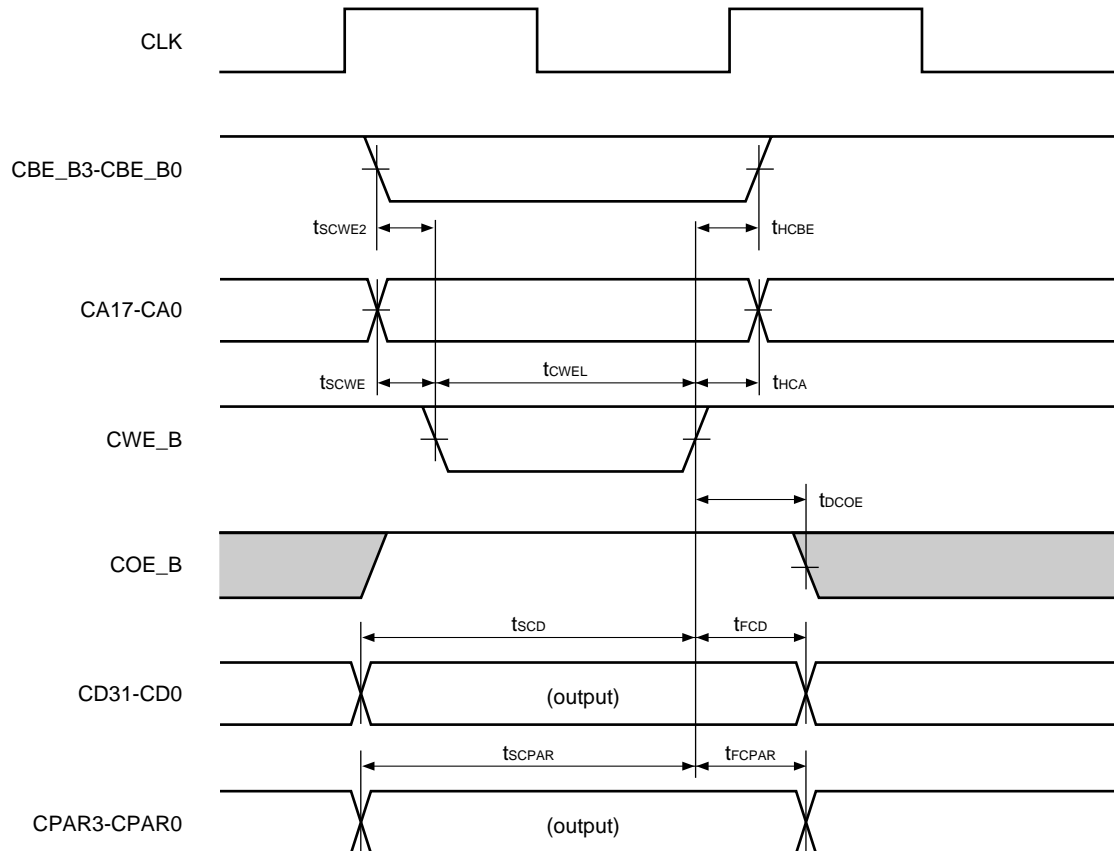 CLK
CBE_B3-CBE_B0
tSCWE2
tHCBE
CA17-CA0
tSCWE
tCWEL
tHCA
CWE_B
tDCOE
COE_B
tSCD
tFCD
CD31-CD0
(output)
tSCPAR
tFCPAR
CPAR3-CPAR0
(output)